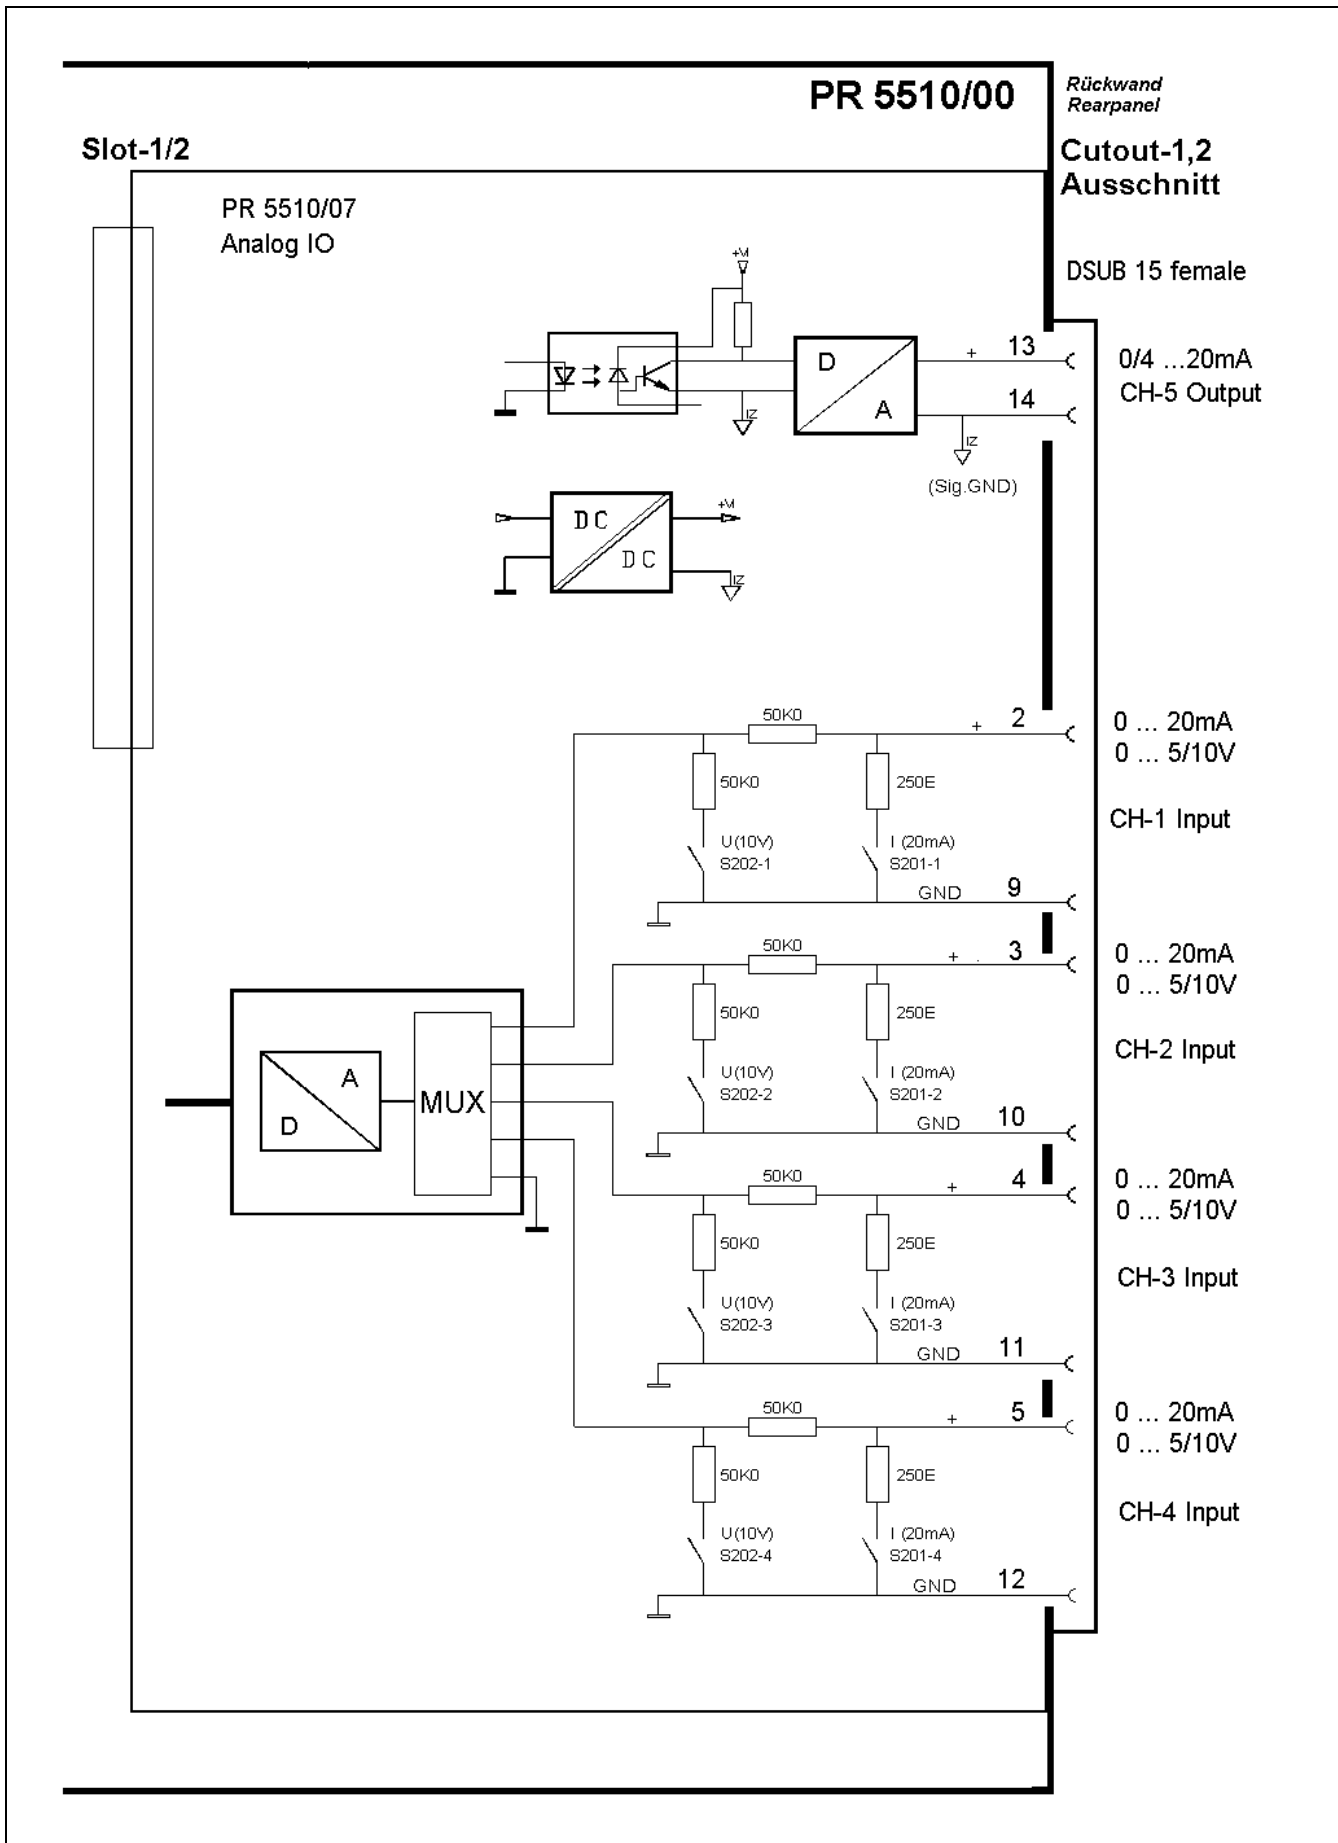 PR 5510/00
Rückwand
Rearpanel
Slot-1/2
Cutout-1,2
Ausschnitt
PR 5510/07
Analog IO
DSUB 15 female
+M
D
A
+ 13
0/4 ...20mA
14
CH-5 Output
IZ
IZ
(Sig.GND)
DC
DC
+M
IZ
50K0
+ 2
0 ... 20mA
0 ... 5/10V
50K0
250E
CH-1 Input
U(10V)
S202-1
I (20mA)
S201-1
GND 9
50K0
+ 3
0 ... 20mA
0 ... 5/10V
50K0
250E
CH-2 Input
U(10V)
S202-2
I (20mA)
S201-2
GND 10
A
D
MUX
50K0
+ 4
0 ... 20mA
0 ... 5/10V
50K0
250E
CH-3 Input
U(10V)
S202-3
I (20mA)
S201-3
GND 11
50K0
+ 5
0 ... 20mA
0 ... 5/10V
50K0
250E
CH-4 Input
U(10V)
S202-4
I (20mA)
S201-4
GND 12